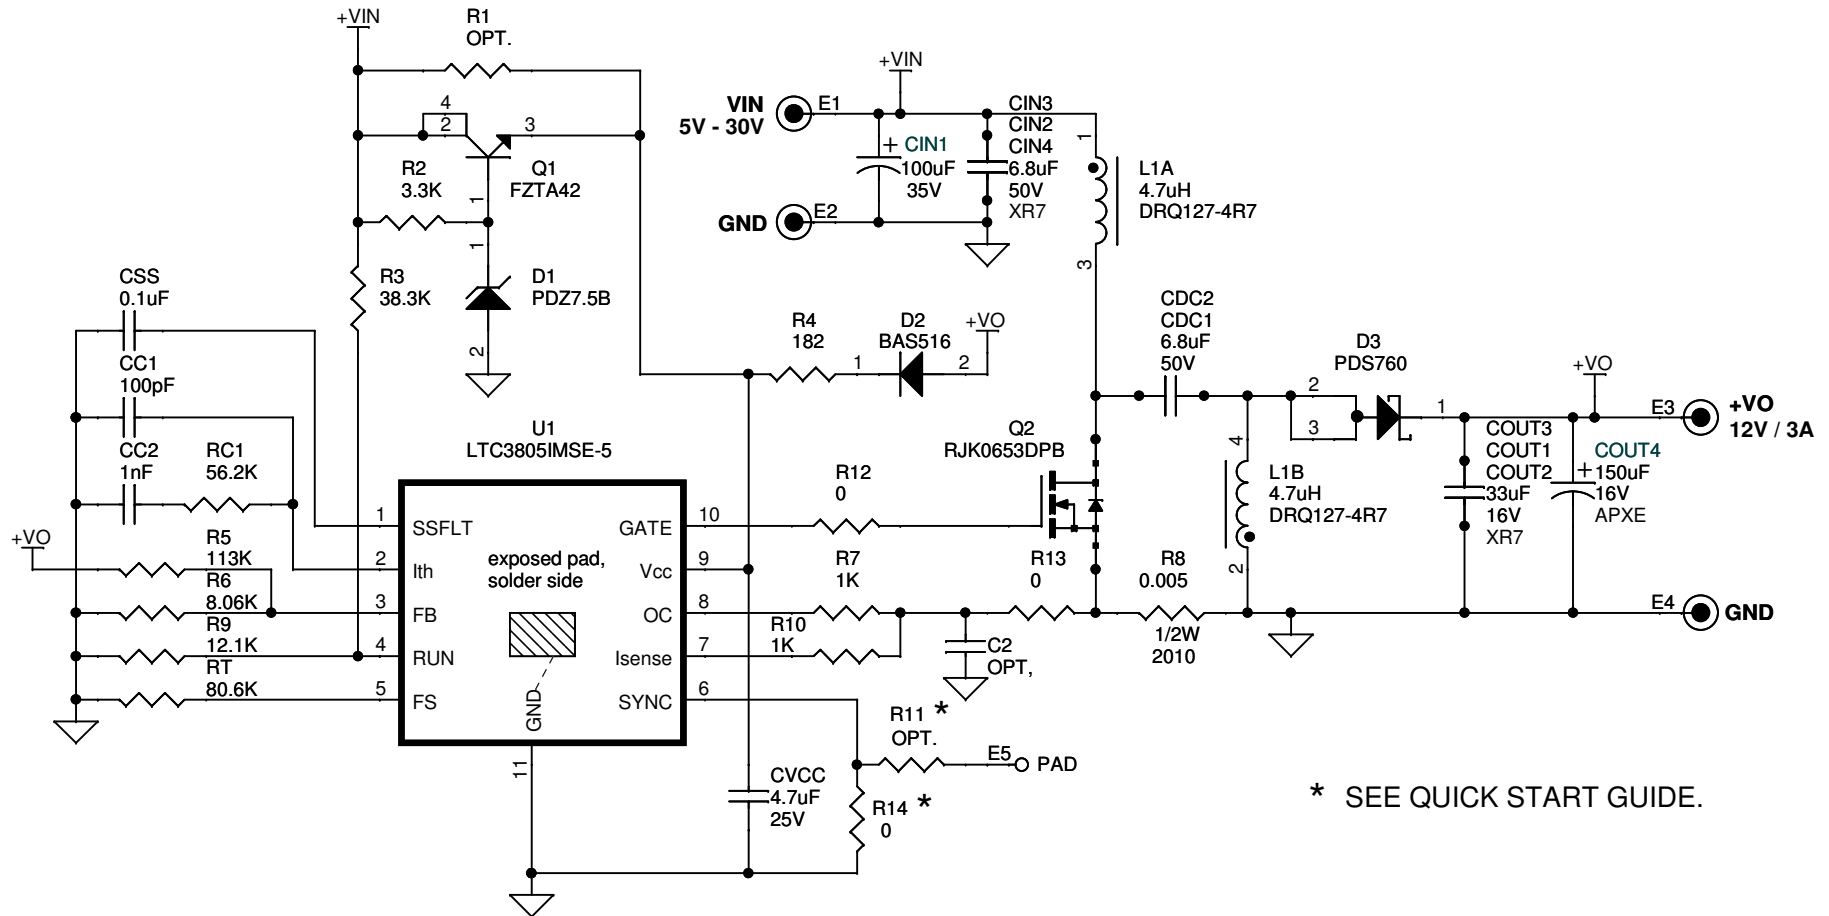 +VIN
R1
OPT.
4
2
3
R2
3.3K
Q1
FZTA42
1
1
R3
38.3K
D1
PDZ7.5B
2
+VIN
VIN
5V - 30V
E1
+ CIN1
100uF
35V
CIN3
CIN2
CIN4
6.8uF
50V
XR7
GND
E2
1
L1A
4.7uH
DRQ127-4R7
3
CSS
0.1uF
CC1
100pF
CC2
1nF
RC1
56.2K
+VO
R5
113K
R6
8.06K
R9
12.1K
RT
80.6K
R4
182
1
D2
BAS516
2
+VO
CDC2
CDC1
6.8uF
50V
D3
PDS760
2
3
1
+VO
E3
+VO
12V / 3A
U1
LTC3805IMSE-5
1
SSFLT
2
Ith
3
FB
4
RUN
5
FS
exposed pad,
solder side
GND
11
GATE
10
Vcc
9
OC
8
Isense
7
SYNC
6
R12
0
Q2
RJK0653DPB
R7
1K
R10
1K
R13
0
C2
OPT,
R8
0.005
1/2W
2010
4
L1B
4.7uH
DRQ127-4R7
2
COUT3
COUT1
COUT2
33uF
16V
XR7
COUT4
+ 150uF
16V
APXE
E4
GND
R11 *
OPT.
E5
PAD
CVCC
4.7uF
25V
R14 *
0
* SEE QUICK START GUIDE.